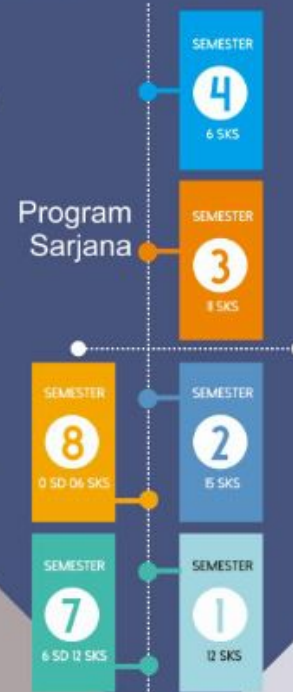 SEMESTER
4
6 SKS
Program
Sarjana
SEMESTER
3
8 SKS
SEMESTER
8
0 SD 06 SKS
SEMESTER
2
15 SKS
SEMESTER
7
6 SD 12 SKS
SEMESTER
1
12 SKS